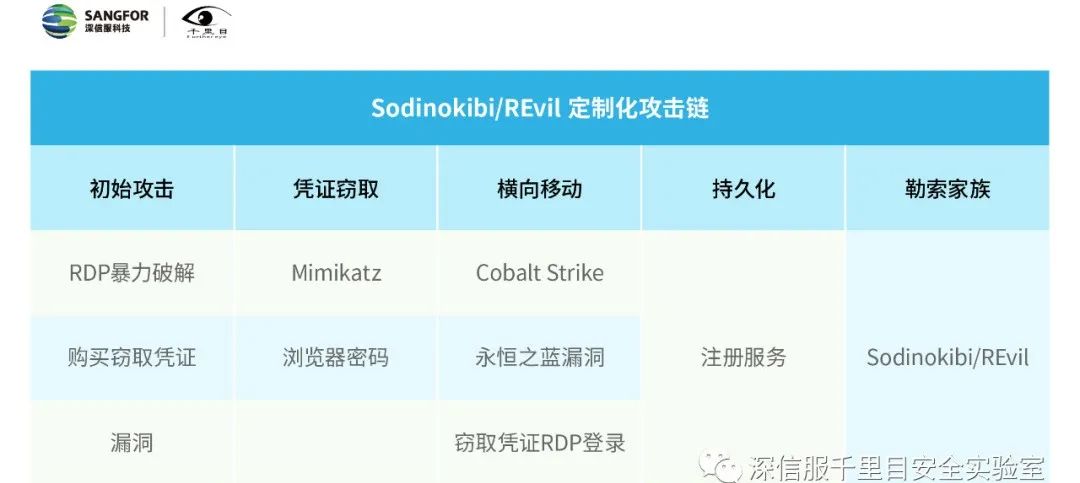 SANGFOR
深信服科技
千里目
Further eye
Sodinokibi/REvil 定制化攻击链
初始攻击 凭证窃取 横向移动 持久化 勒索家族
RDP暴力破解 Mimikatz Cobalt Strike
购买窃取凭证 浏览器密码 永恒之蓝漏洞 注册服务 Sodinokibi/REvil
漏洞 窃取凭证RDP登录
深信服千里目安全实验室